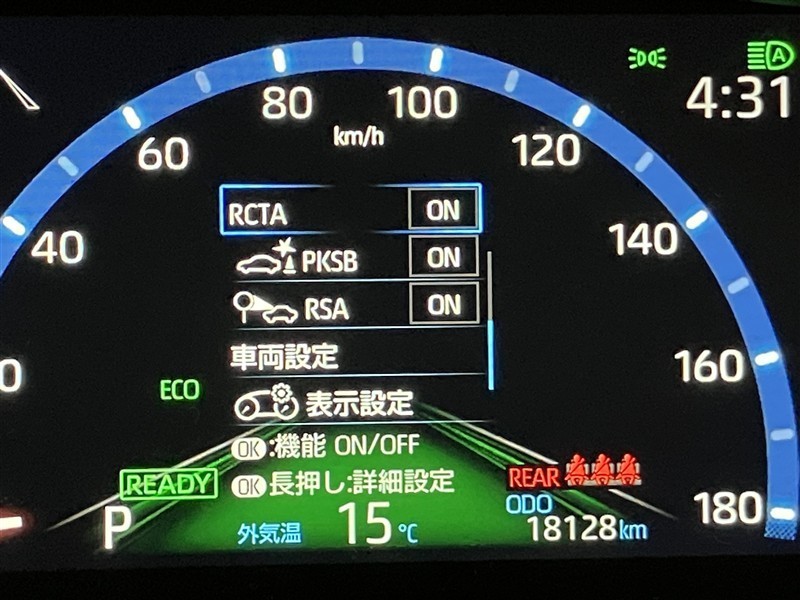 80
100
4:31
km/h
60
120
RCTA ON
40
140
PKSB ON
RSA ON
車両設定
160
ECO
表示設定
OK:機能 ON/OFF
READY
OK長押し:詳細設定
REAR
ODO
180
P
外気温 15℃
18128km
A
0